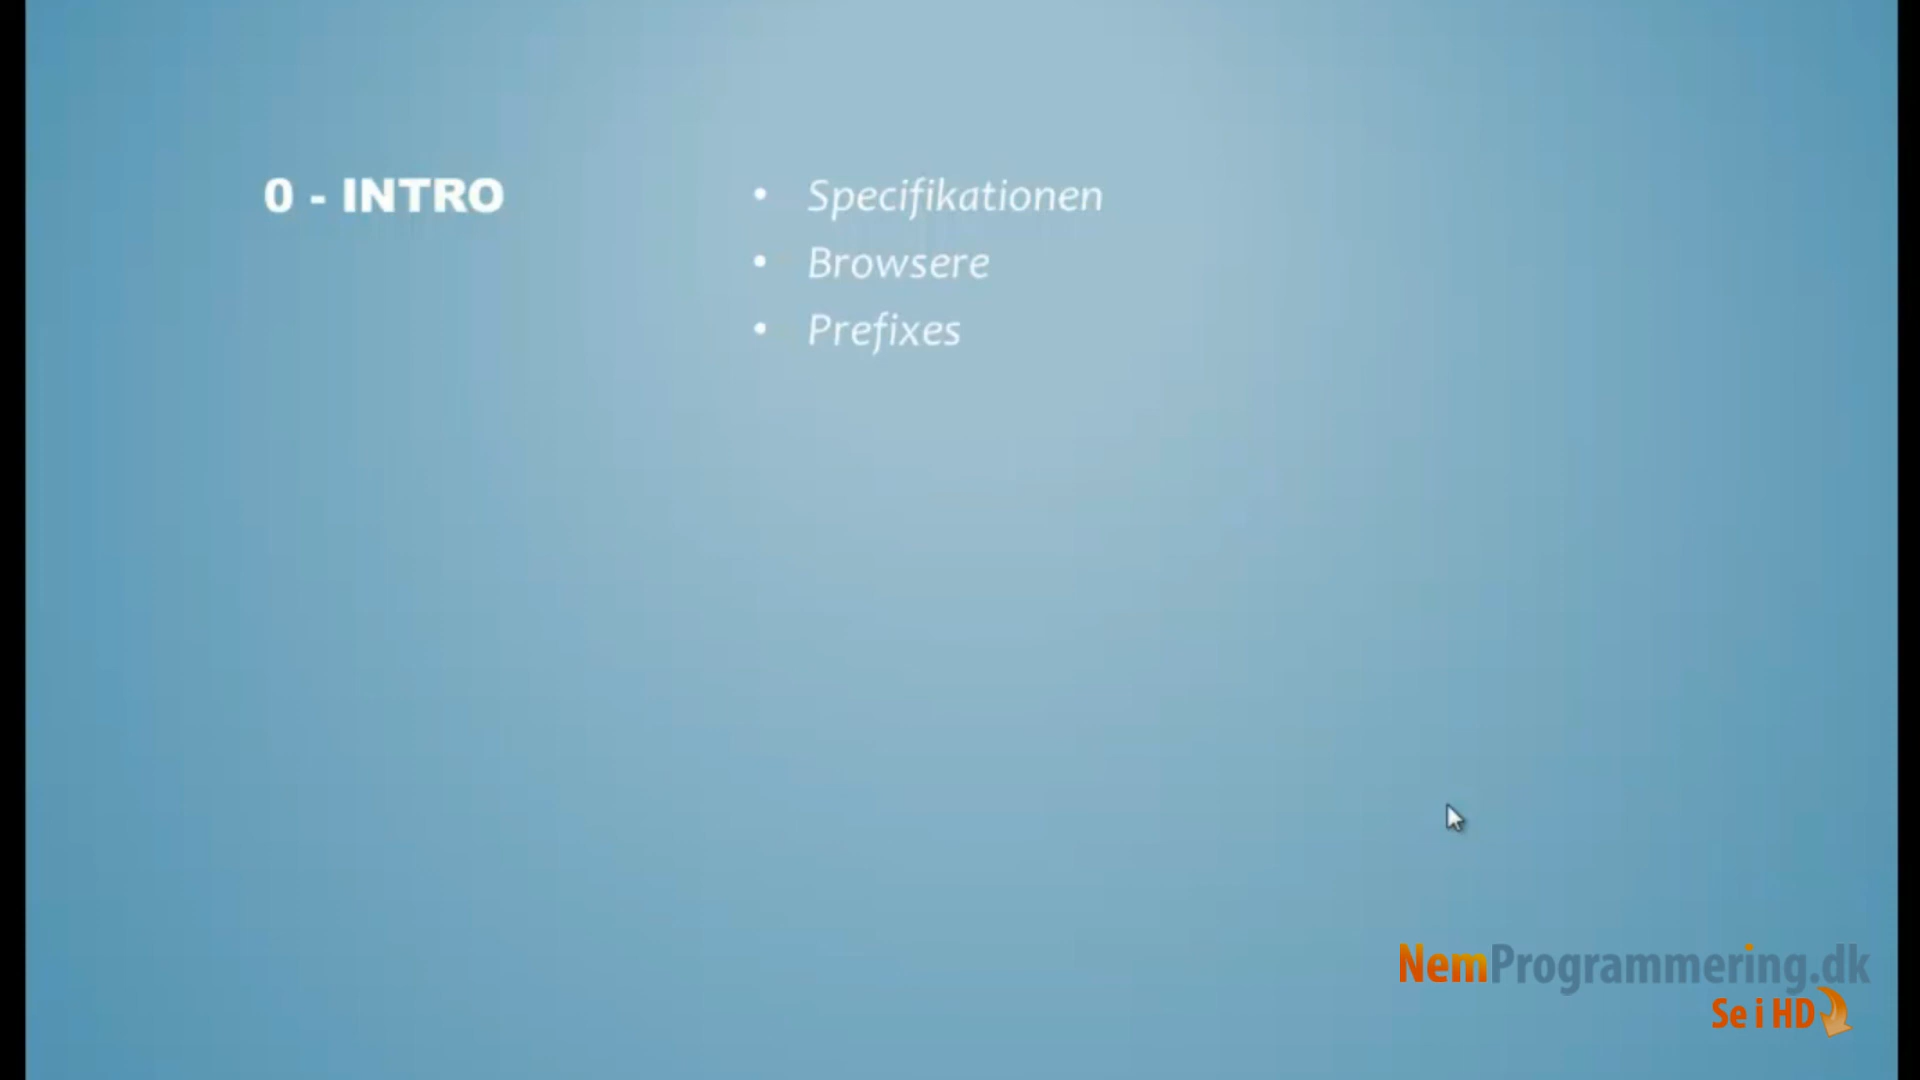 0 - INTRO
• Specifikationen
• Browsere
• Prefixes
NemProgrammering.dk
Se i HD